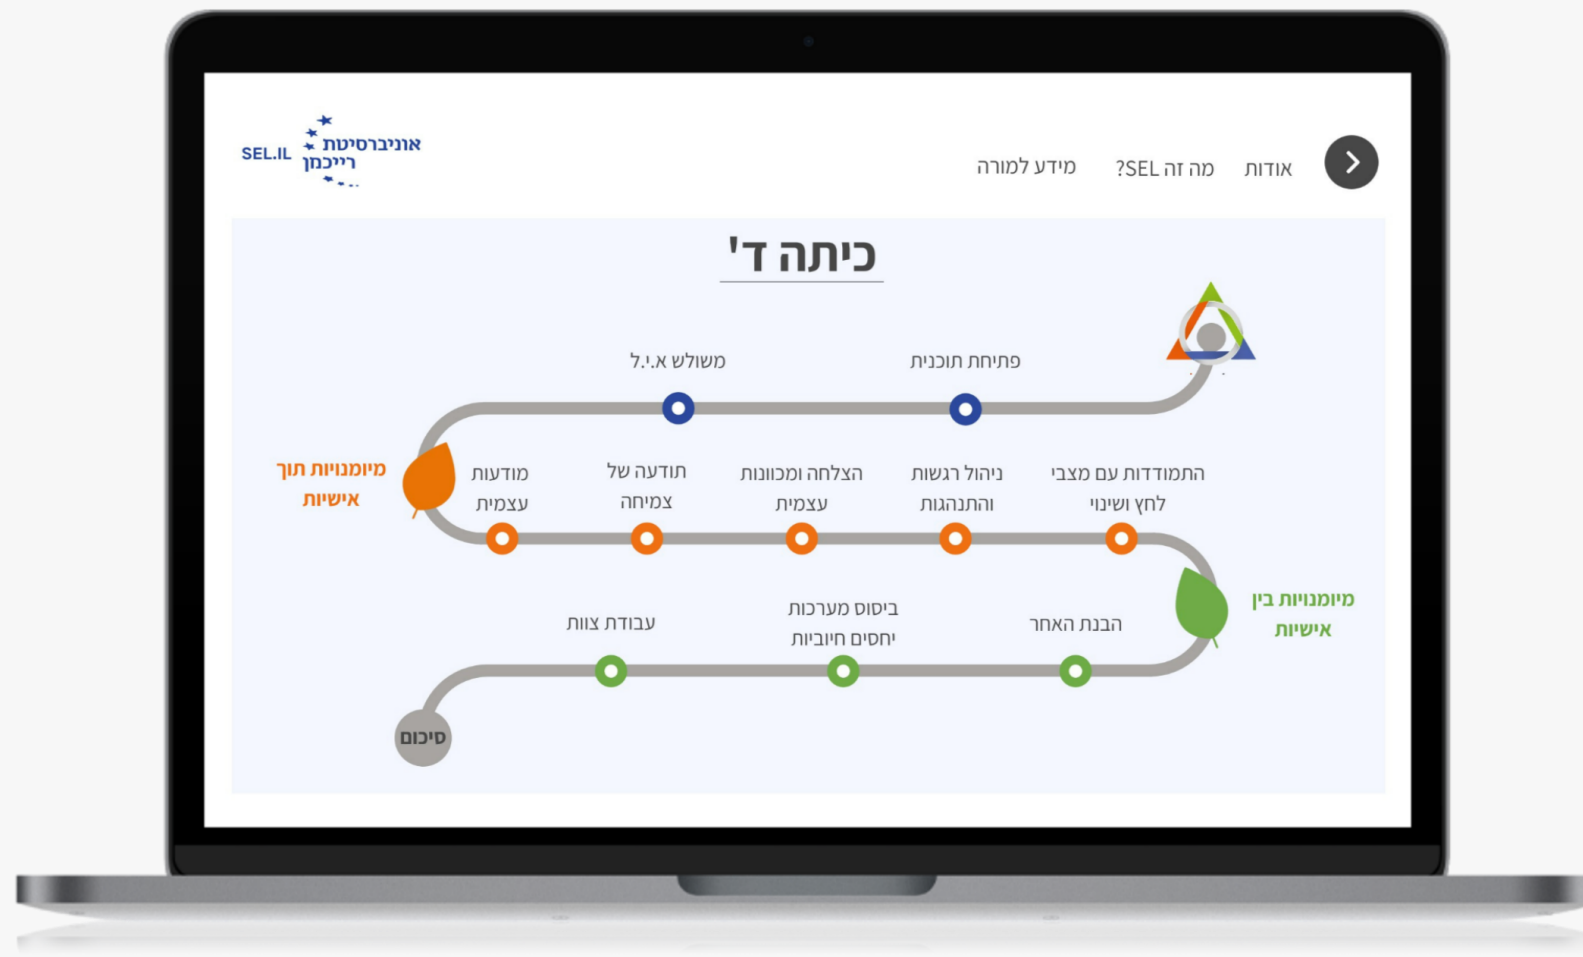 אוניברסיטת
רייכמן
SEL.IL
אודות
מה זה SEL?
מידע למורה
כיתה ד'
פתיחת תוכנית
משולש א.י.ל
מיומנויות תוך
אישיות
מודעות
עצמית
תודעה של
צמיחה
הצלחה ומכוונות
עצמית
ניהול רגשות
והתנהגות
התמודדות עם מצבי
לחץ ושינוי
מיומנויות בין
אישיות
הבנת האחר
ביסוס מערכות
יחסים חיוביות
עבודת צוות
סיכום